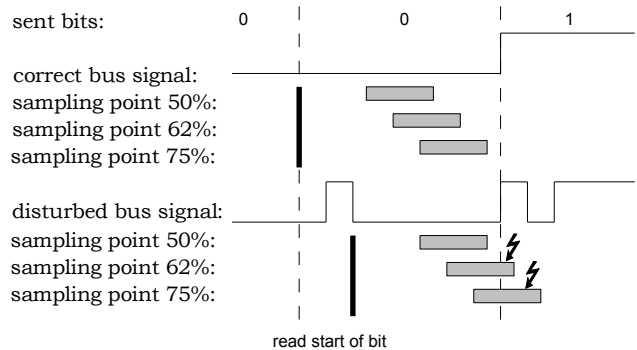 sent bits: 0 0 1
correct bus signal:
sampling point 50%:
sampling point 62%:
sampling point 75%:
disturbed bus signal:
sampling point 50%:
sampling point 62%:
sampling point 75%:
read start of bit